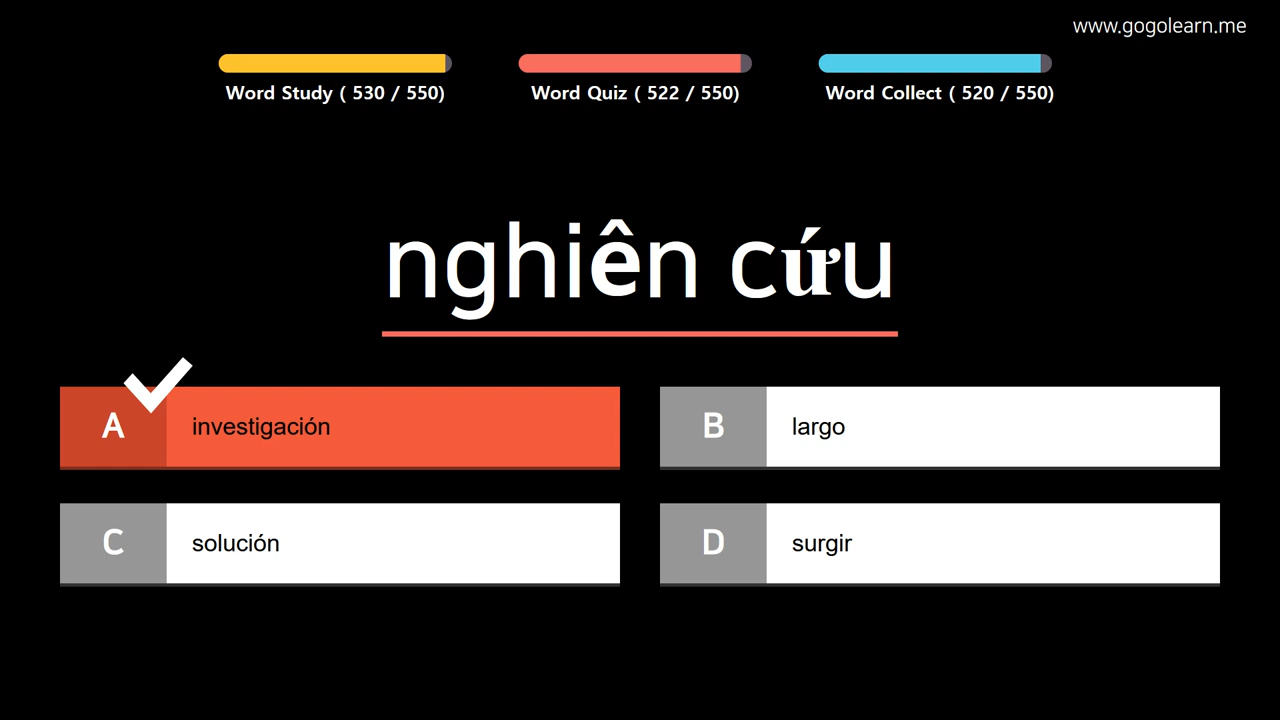 www.gogolearn.me
Word Study ( 530 / 550)
Word Quiz ( 522 / 550)
Word Collect ( 520 / 550)
nghiên cứu
A investigación
B largo
C solución
D surgir